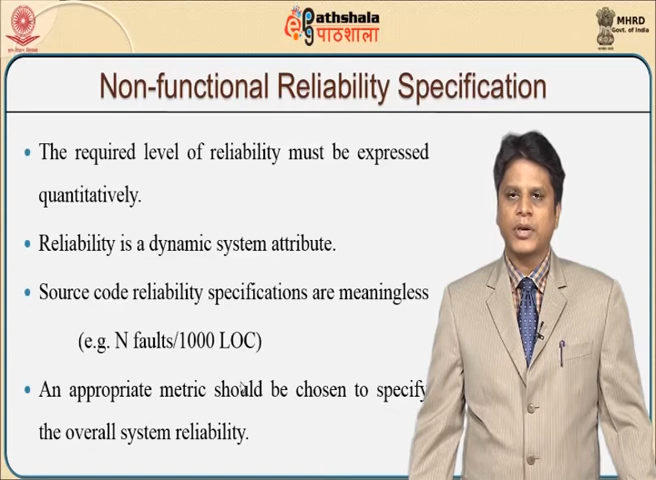 Pathshala
पाठशाला
MHRD
Govt. of India
Non-functional Reliability Specification
• The required level of reliability must be expressed
quantitatively.
• Reliability is a dynamic system attribute.
• Source code reliability specifications are meaningless
(e.g. N faults/1000 LOC)
• An appropriate metric should be chosen to specify
the overall system reliability.